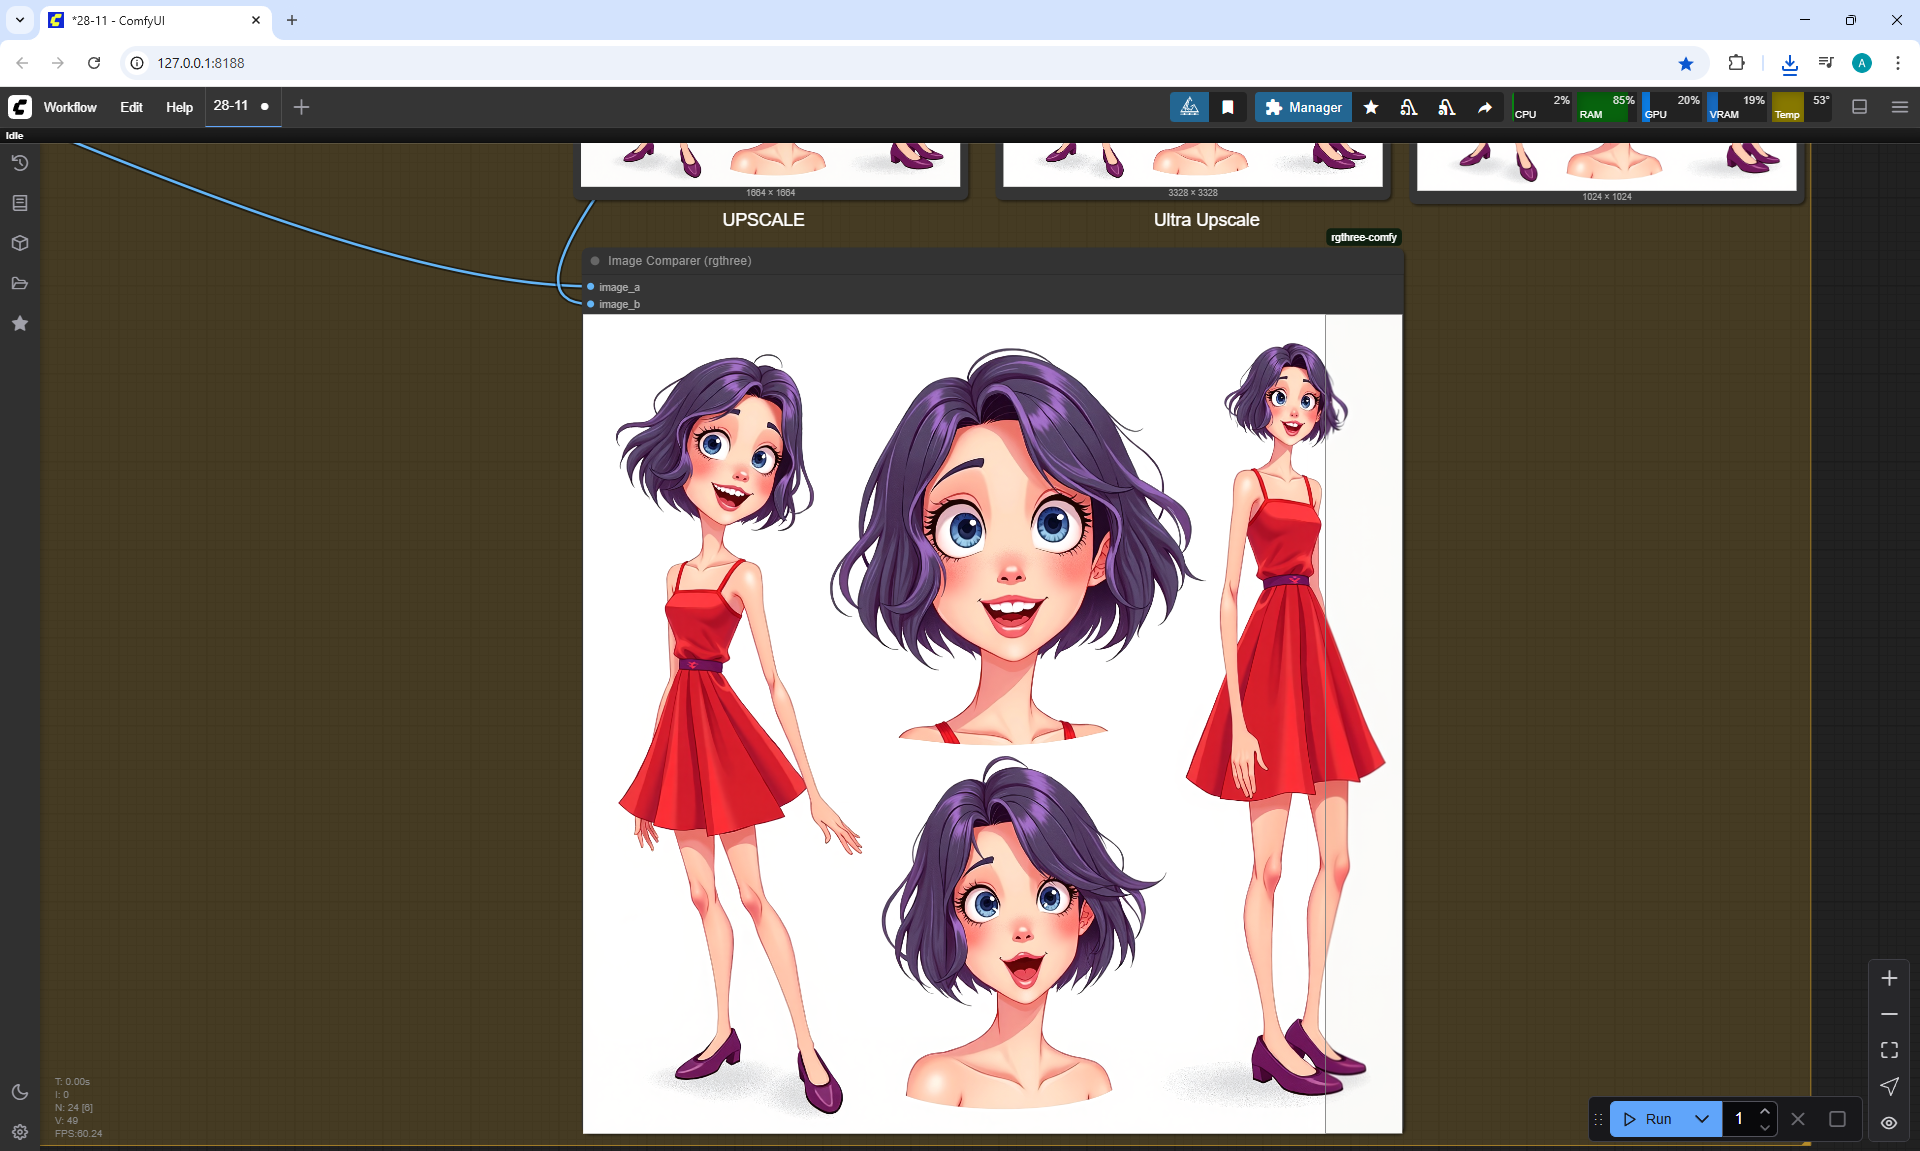 *28-11 - ComfyUI
127.0.0.1:8188
Workflow Edit Help 28-11
Manager
CPU 2% RAM 85% GPU 20% VRAM 19% Temp 53°
Idle
1664 × 1664
3328 × 3328
1024 × 1024
UPSCALE
Ultra Upscale
rgthree-comfy
Image Comparer (rgthree)
image_a
image_b
T: 0.00s
I: 0
N: 24 [6]
V: 49
FPS:60.24
Run 1
A